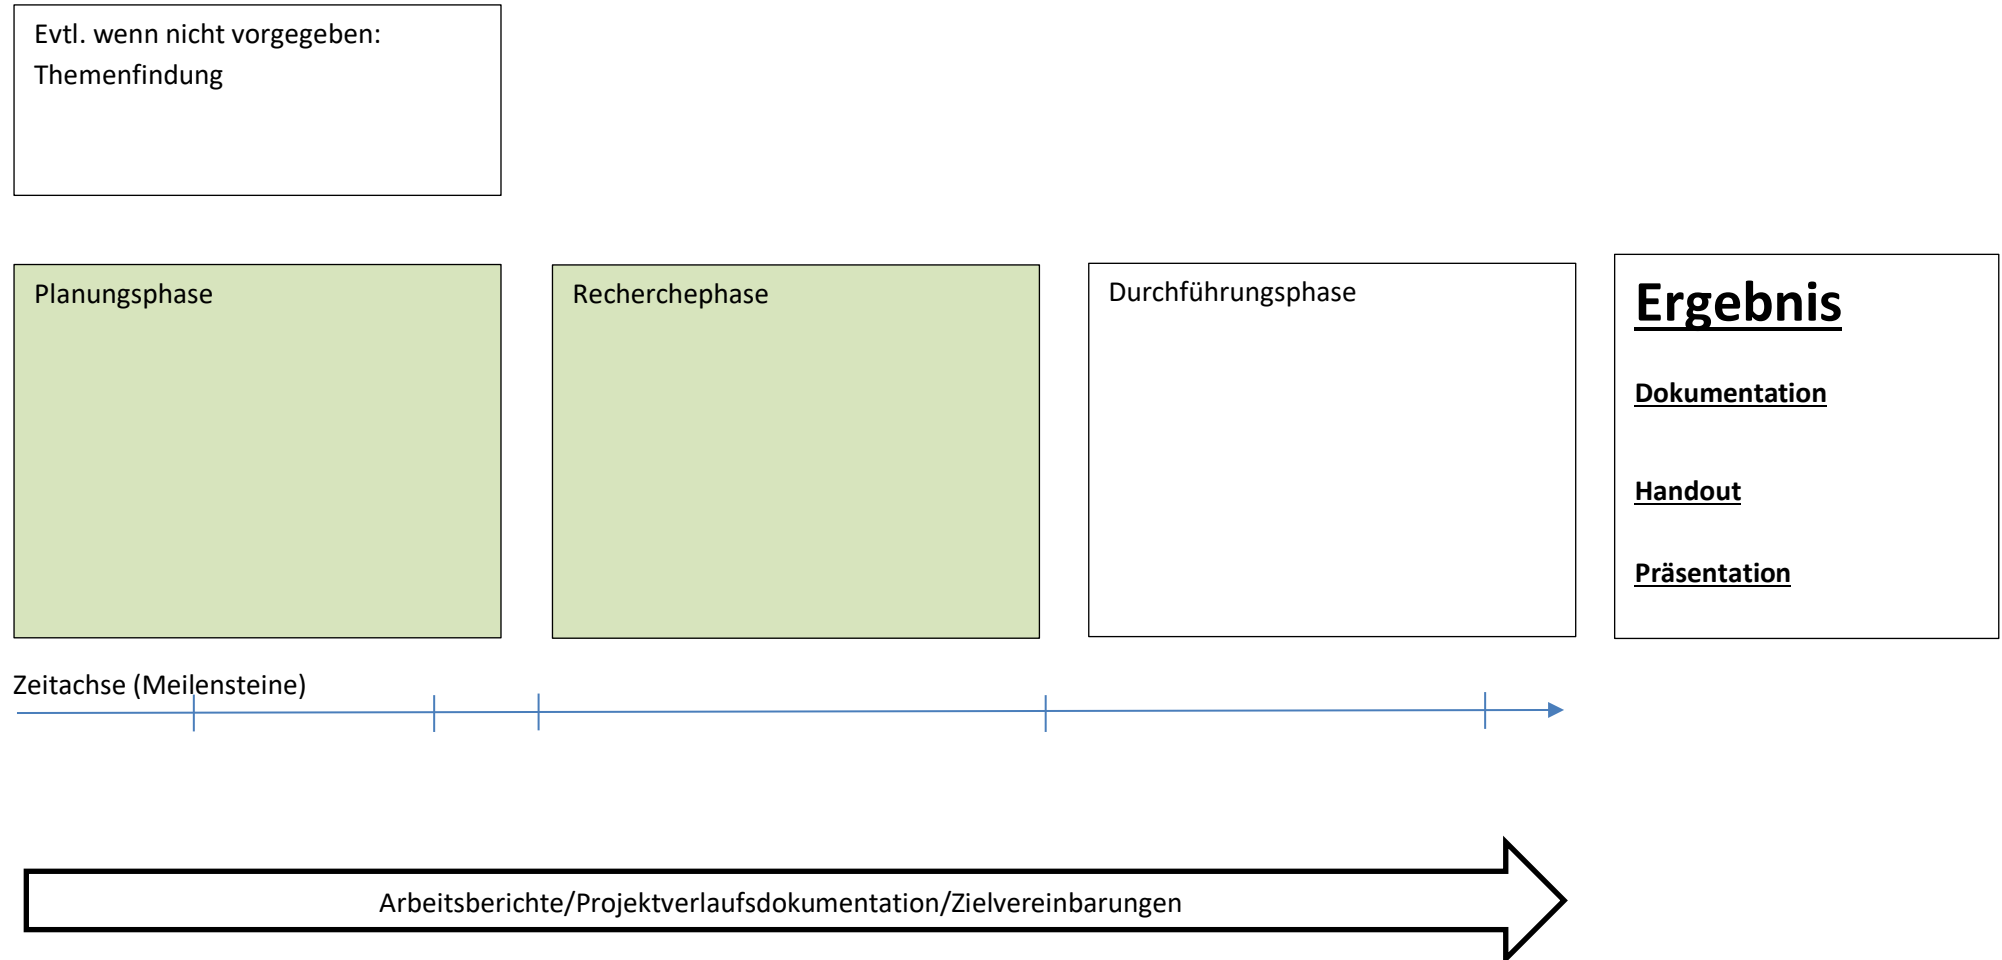 Evtl. wenn nicht vorgegeben:
Themenfindung
Planungsphase
Recherchephase
Durchführungsphase
Ergebnis
Dokumentation
Handout
Präsentation
Zeitachse (Meilensteine)
Arbeitsberichte/Projektverlaufsdokumentation/Zielvereinbarungen